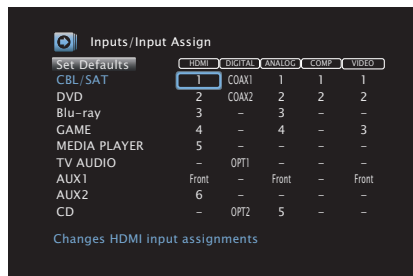 Inputs/Input Assign
Set Defaults HDMI DIGITAL ANALOG COMP VIDEO
CBL/SAT 1 COAX1 1 1 1
DVD 2 COAX2 2 2 2
Blu-ray 3 – 3 – –
GAME 4 – 4 – 3
MEDIA PLAYER 5 – – – –
TV AUDIO – OPT1 – – –
AUX1 Front – Front – Front
AUX2 6 – – – –
CD – OPT2 5 – –
Changes HDMI input assignments